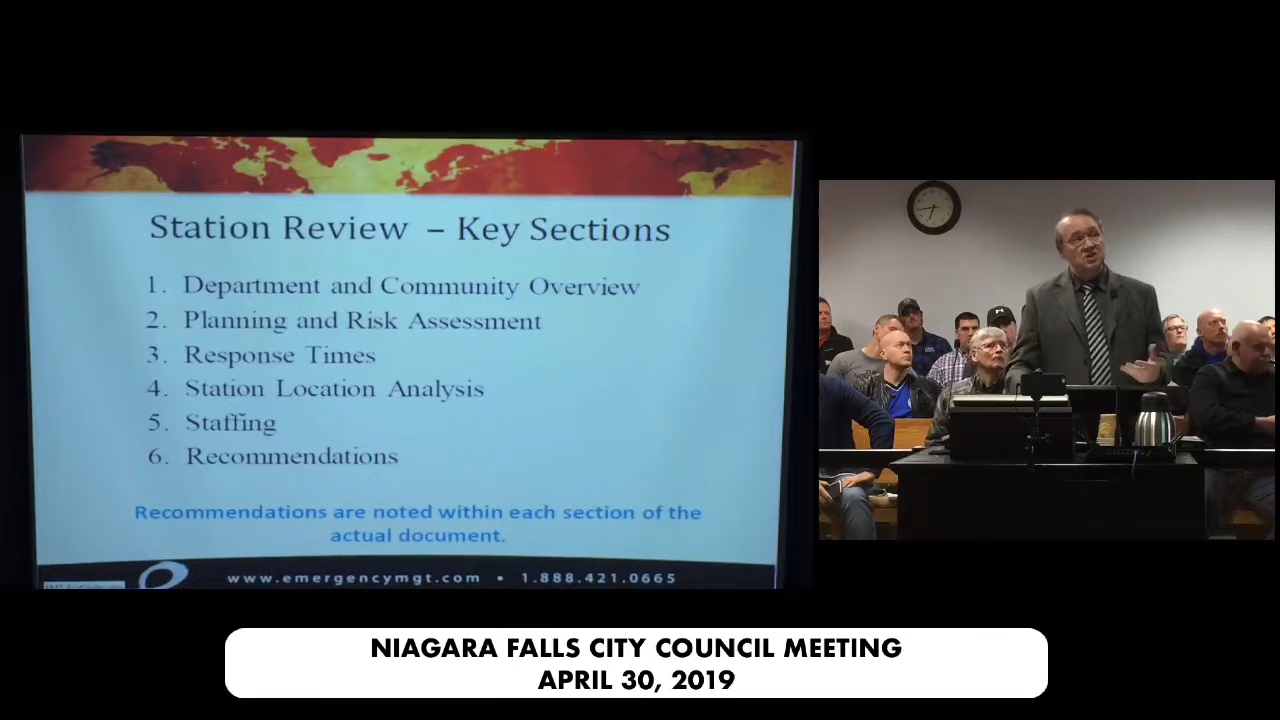 Station Review – Key Sections
1. Department and Community Overview
2. Planning and Risk Assessment
3. Response Times
4. Station Location Analysis
5. Staffing
6. Recommendations
Recommendations are noted within each section of the
actual document.
www.emergencymgt.com • 1.888.421.0665
NIAGARA FALLS CITY COUNCIL MEETING
APRIL 30, 2019